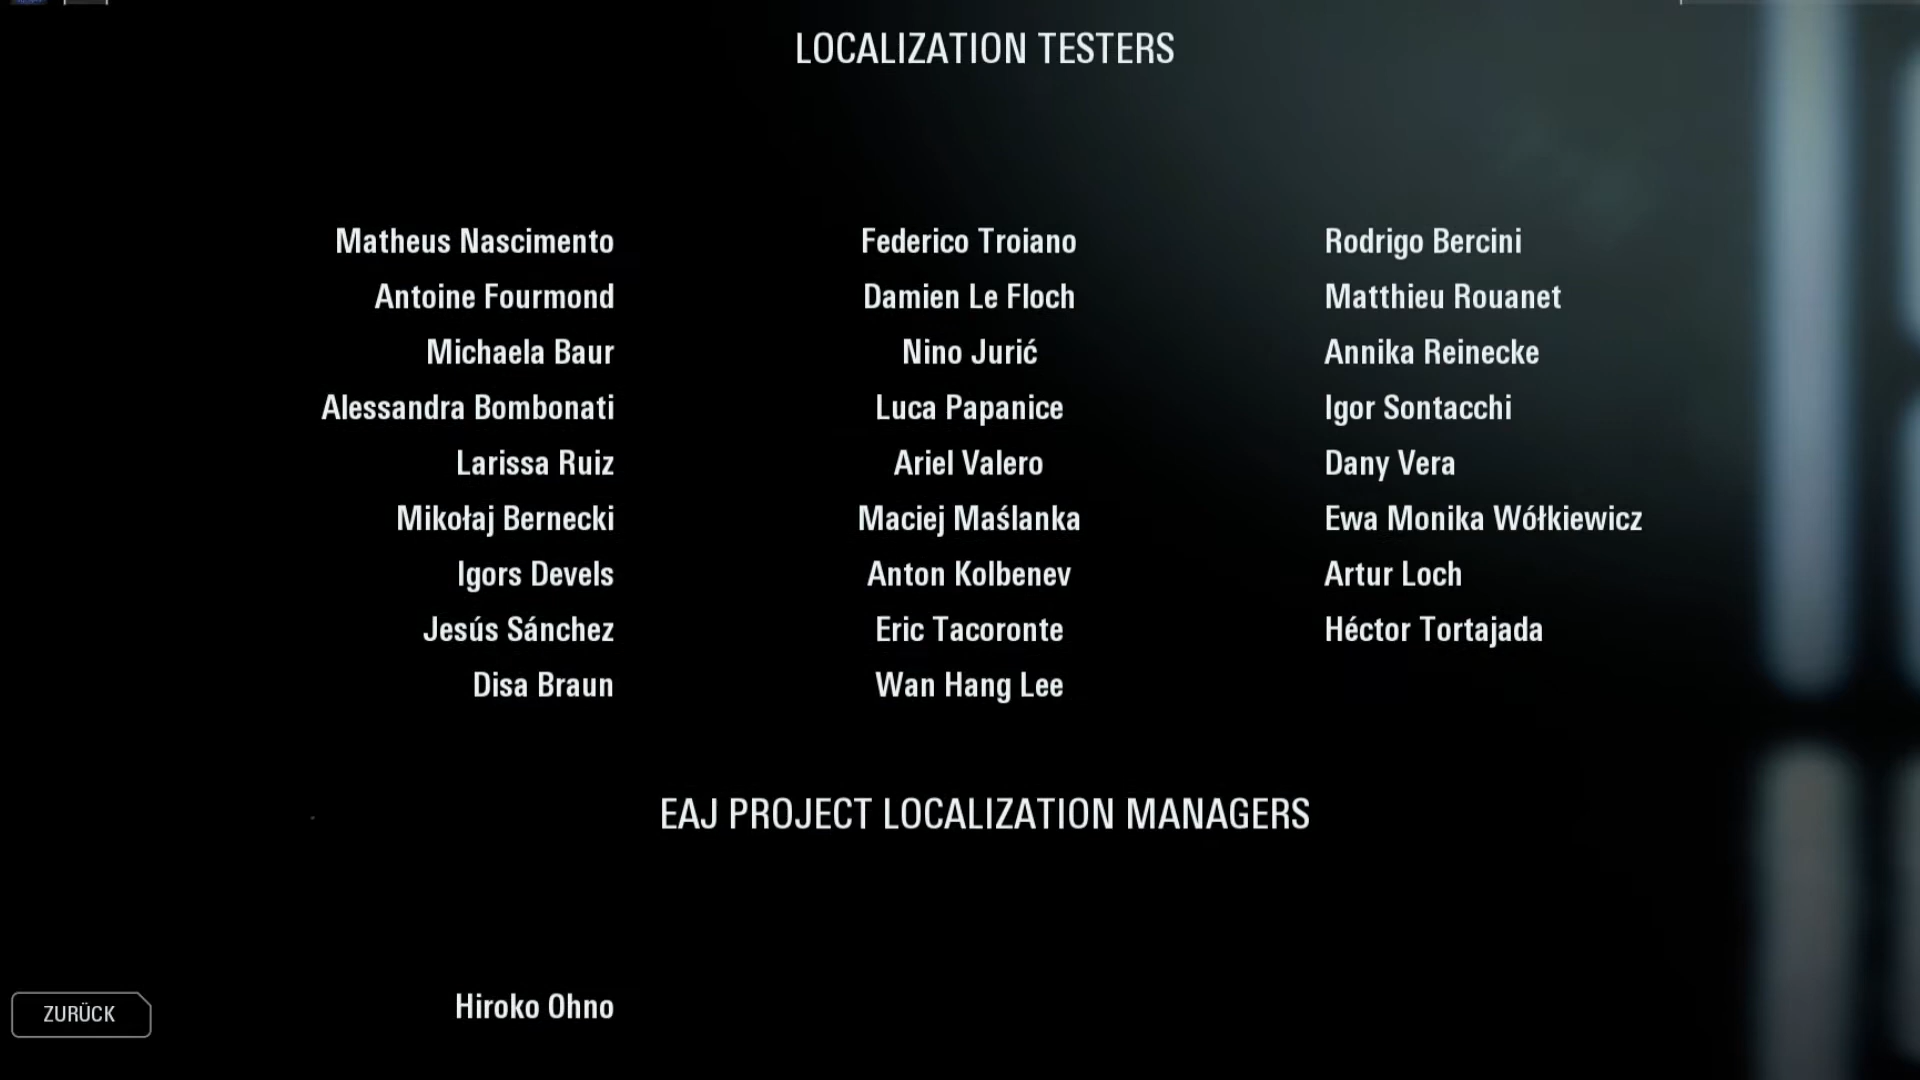 LOCALIZATION TESTERS
Matheus Nascimento Federico Troiano Rodrigo Bercini
Antoine Fourmond Damien Le Floch Matthieu Rouanet
Michaela Baur Nino Jurić Annika Reinecke
Alessandra Bombonati Luca Papanice Igor Sontacchi
Larissa Ruiz Ariel Valero Dany Vera
Mikołaj Bernecki Maciej Maślanka Ewa Monika Wółkiewicz
Igors Devels Anton Kolbenev Artur Loch
Jesús Sánchez Eric Tacoronte Héctor Tortajada
Disa Braun Wan Hang Lee
EAJ PROJECT LOCALIZATION MANAGERS
Hiroko Ohno
ZURÜCK